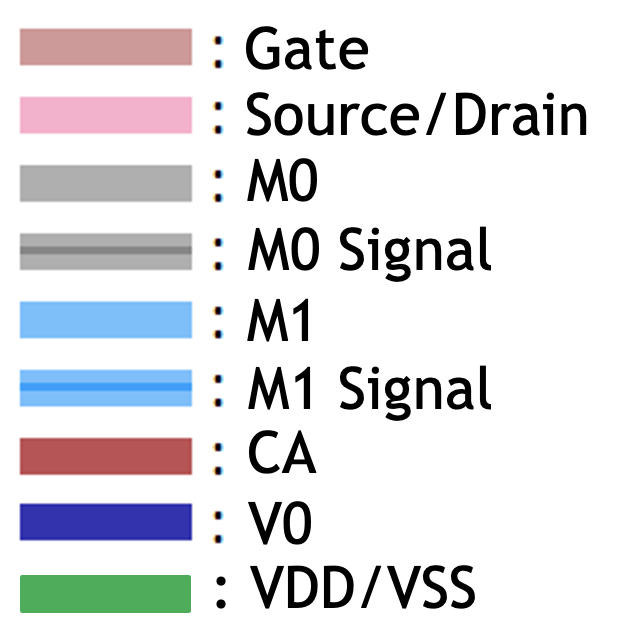 : Gate
: Source/Drain
: M0
: M0 Signal
: M1
: M1 Signal
: CA
: V0
: VDD/VSS